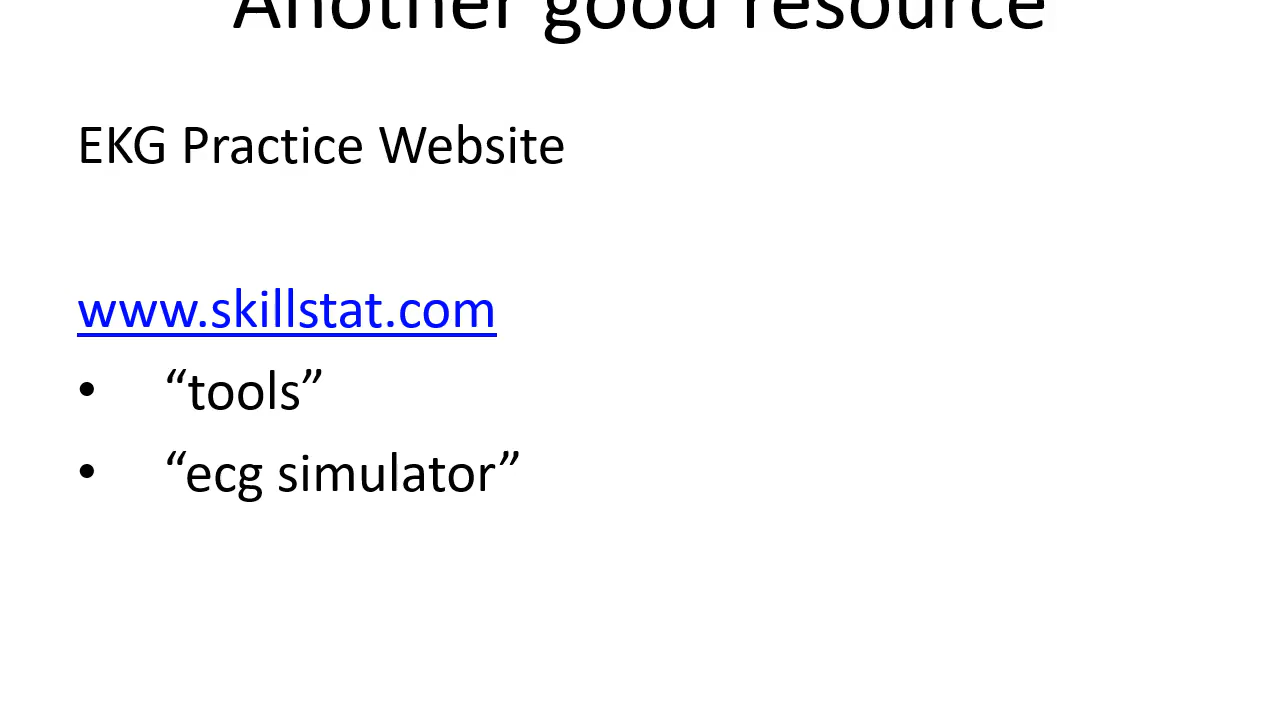 Another good resource
EKG Practice Website
www.skillstat.com
• “tools”
• “ecg simulator”